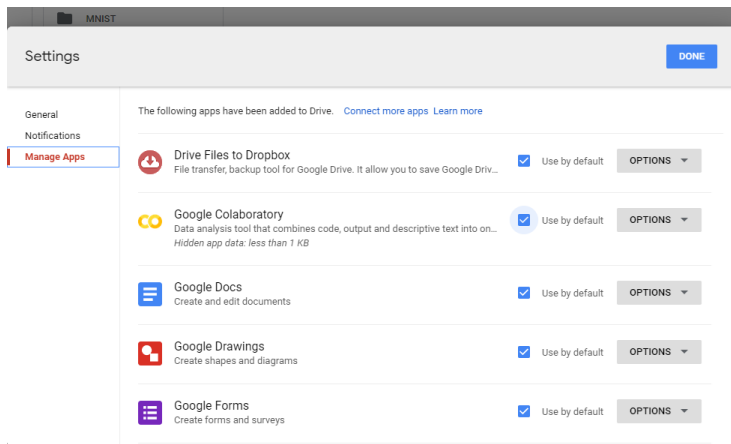 MNIST
Settings
DONE
General
Notifications
Manage Apps
The following apps have been added to Drive. Connect more apps Learn more
Drive Files to Dropbox
File transfer, backup tool for Google Drive. It allow you to save Google Driv...
Use by default
OPTIONS
Google Colaboratory
Data analysis tool that combines code, output and descriptive text into on...
Hidden app data: less than 1 KB
Use by default
OPTIONS
Google Docs
Create and edit documents
Use by default
OPTIONS
Google Drawings
Create shapes and diagrams
Use by default
OPTIONS
Google Forms
Create forms and surveys
Use by default
OPTIONS